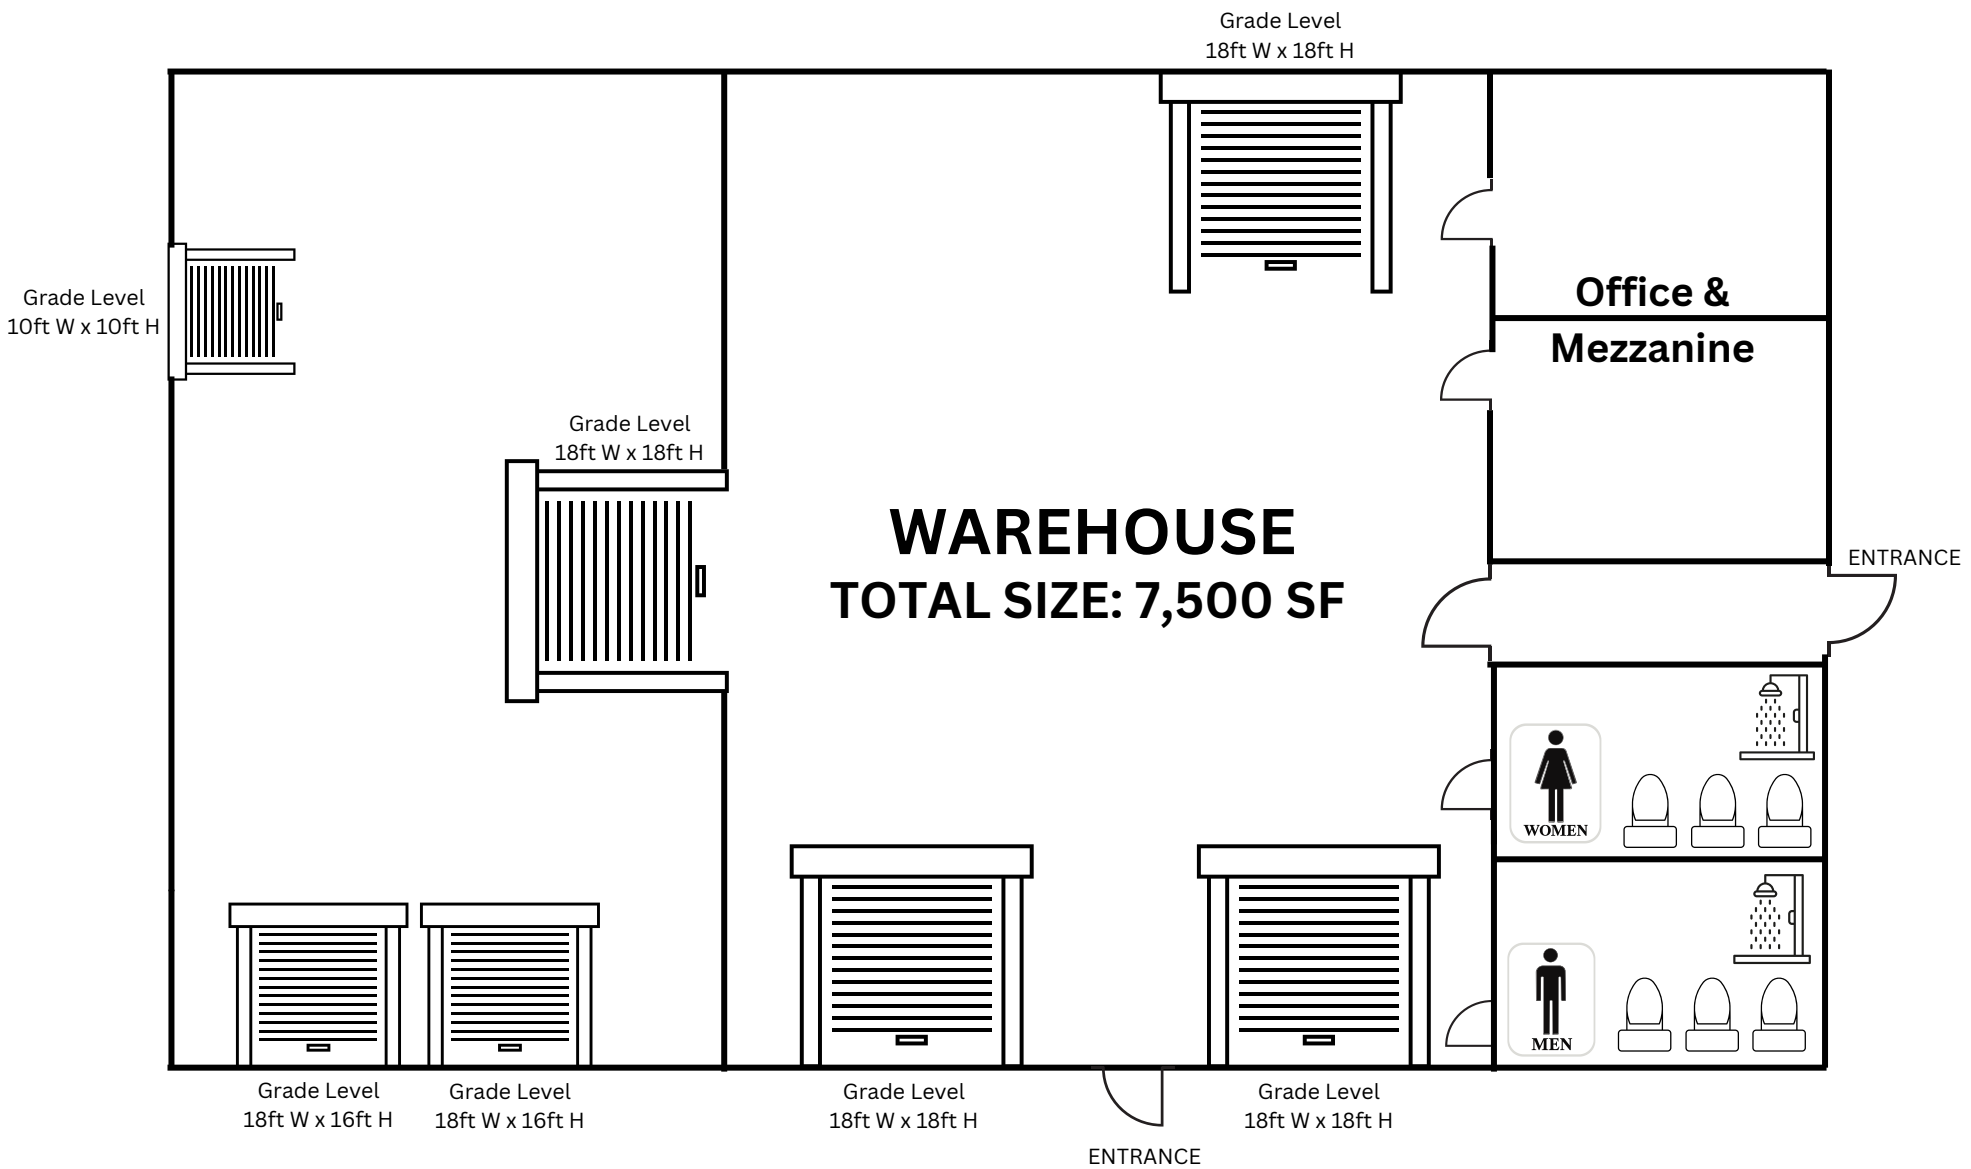 Grade Level
18ft W x 18ft H
Grade Level
10ft W x 10ft H
Office &
Mezzanine
Grade Level
18ft W x 18ft H
WAREHOUSE
TOTAL SIZE: 7,500 SF
ENTRANCE
WOMEN
MEN
Grade Level
18ft W x 16ft H
Grade Level
18ft W x 16ft H
Grade Level
18ft W x 18ft H
Grade Level
18ft W x 18ft H
ENTRANCE